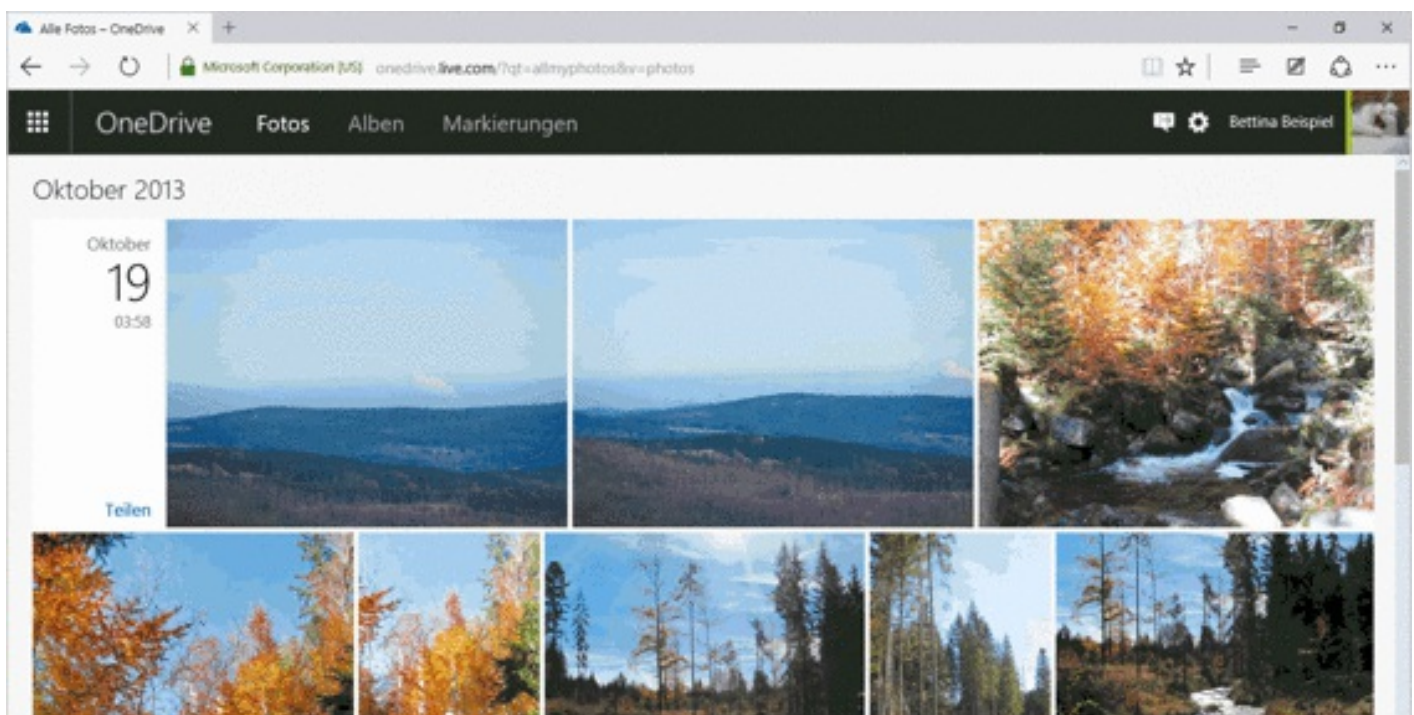 Alle Fotos – OneDrive
Microsoft Corporation [US] onedrive.live.com/?qt=allmyphotos&v=photos
OneDrive Fotos Alben Markierungen Bettina Beispiel
Oktober 2013
Oktober
19
03:58
Teilen